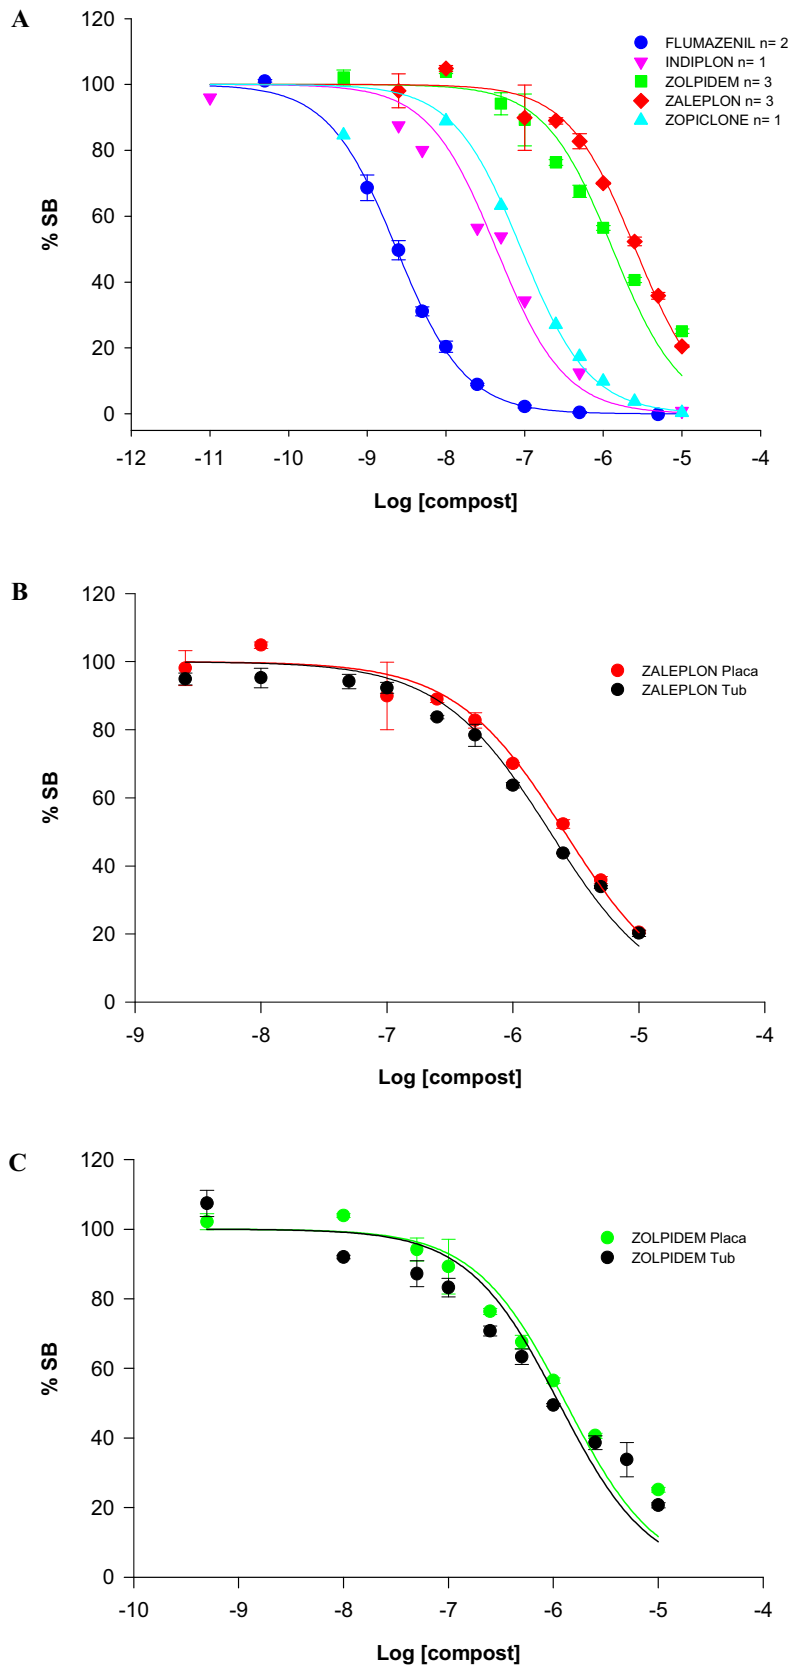 A
120
100
80
60
40
20
0
% SB
FLUMAZENIL n= 2
INDIPLON n= 1
ZOLPIDEM n= 3
ZALEPLON n= 3
ZOPICLONE n= 1
-12 -11 -10 -9 -8 -7 -6 -5 -4
Log [compost]
B
120
100
80
60
40
20
0
% SB
ZALEPLON Placa
ZALEPLON Tub
-9 -8 -7 -6 -5 -4
Log [compost]
C
120
100
80
60
40
20
0
% SB
ZOLPIDEM Placa
ZOLPIDEM Tub
-10 -9 -8 -7 -6 -5 -4
Log [compost]